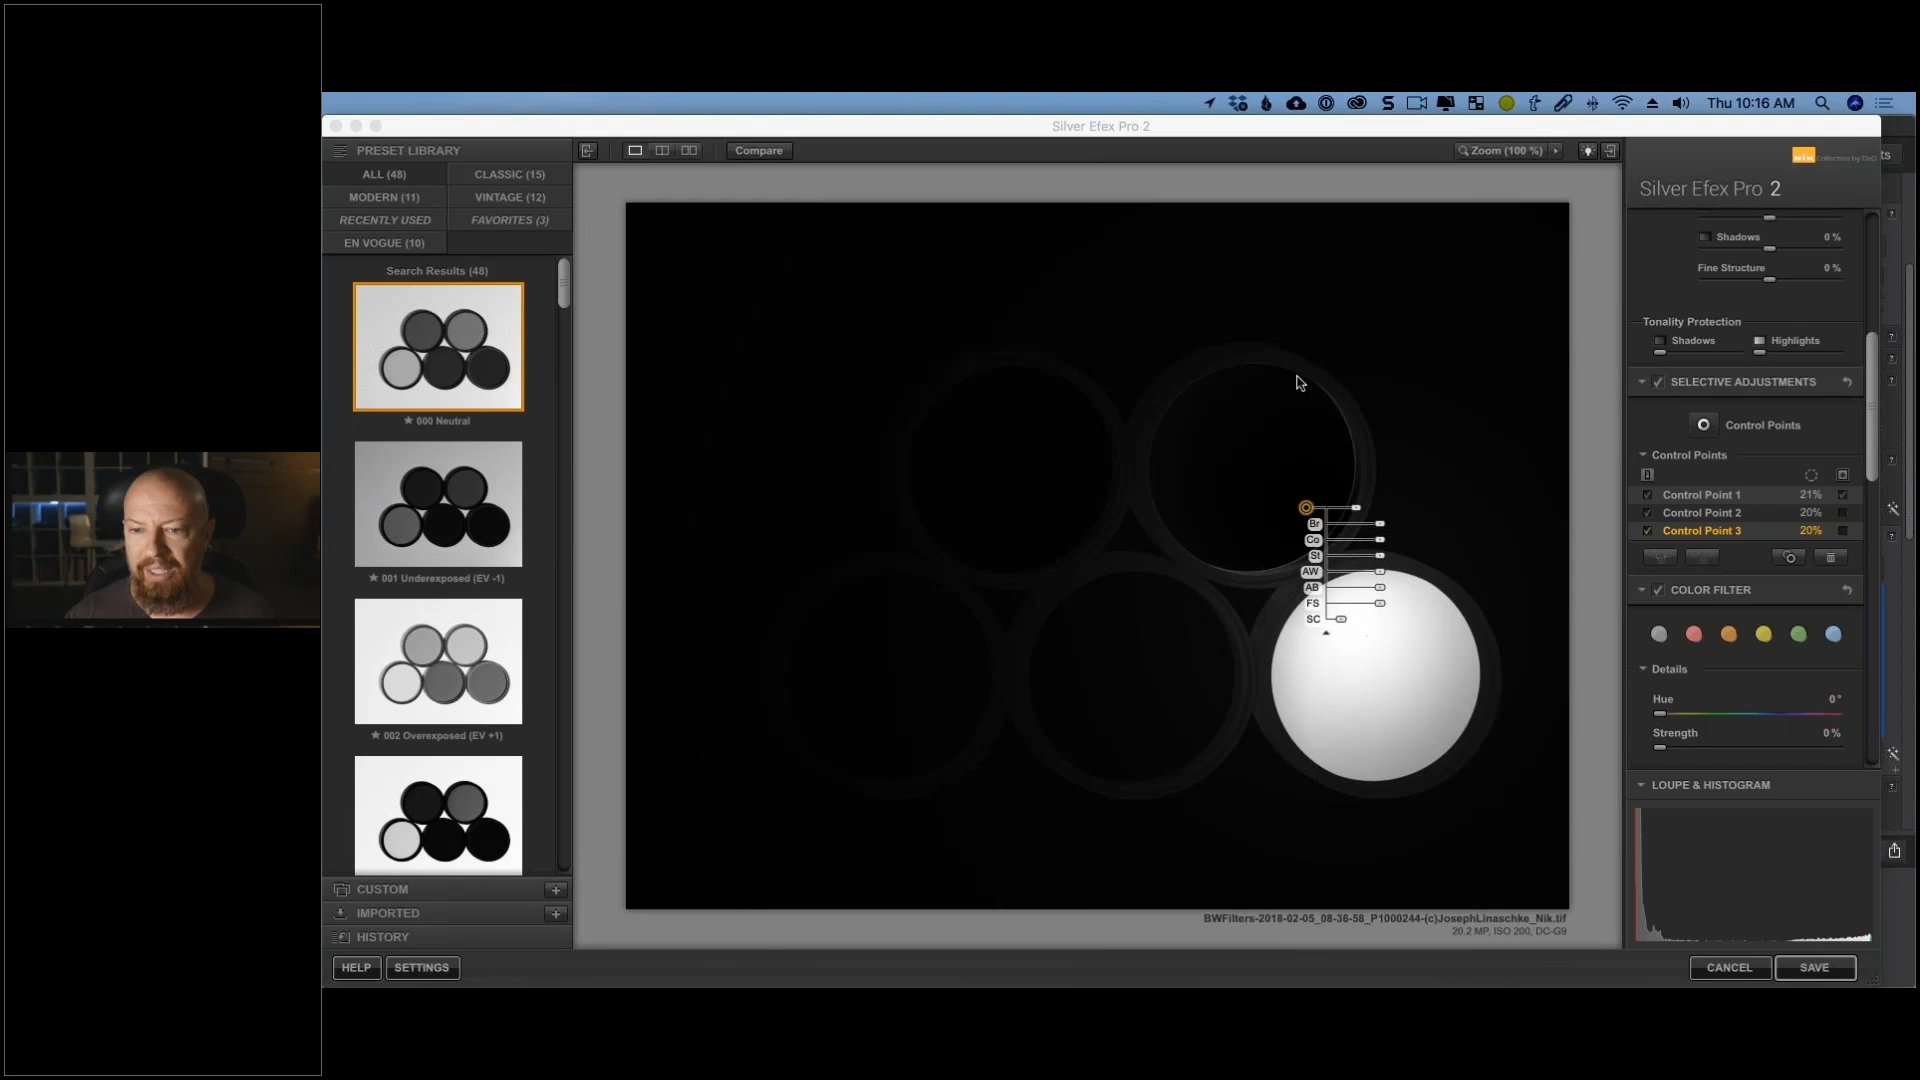 Thu 10:16 AM
Silver Efex Pro 2
PRESET LIBRARY
Compare
Zoom (100 %)
ALL (48)
CLASSIC (15)
MODERN (11)
VINTAGE (12)
RECENTLY USED
FAVORITES (3)
EN VOGUE (10)
Search Results (48)
★ 000 Neutral
★ 001 Underexposed (EV -1)
★ 002 Overexposed (EV +1)
CUSTOM
IMPORTED
HISTORY
HELP
SETTINGS
Br
Co
St
AW
AB
FS
SC
BWFilters-2018-02-05_08-36-58_P1000244-(c)JosephLinaschke_Nik.tif
20.2 MP, ISO 200, DC-G9
nik Collection by DxO
ts
Silver Efex Pro 2
Shadows 0 %
Fine Structure 0 %
Tonality Protection
Shadows
Highlights
SELECTIVE ADJUSTMENTS
Control Points
Control Points
Control Point 1 21%
Control Point 2 20%
Control Point 3 20%
COLOR FILTER
Details
Hue 0°
Strength 0 %
LOUPE & HISTOGRAM
CANCEL
SAVE